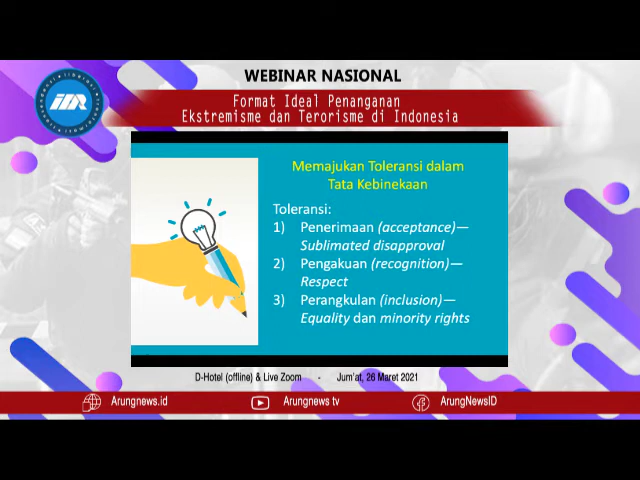 WEBINAR NASIONAL
Format Ideal Penanganan
Ekstremisme dan Terorisme di Indonesia
Memajukan Toleransi dalam
Tata Kebinekaan
Toleransi:
1) Penerimaan (acceptance)—
Sublimated disapproval
2) Pengakuan (recognition)—
Respect
3) Perangkulan (inclusion)—
Equality dan minority rights
D-Hotel (offline) & Live Zoom - Jum'at, 26 Maret 2021
Arungnews.id
Arungnews tv
ArungNewsID